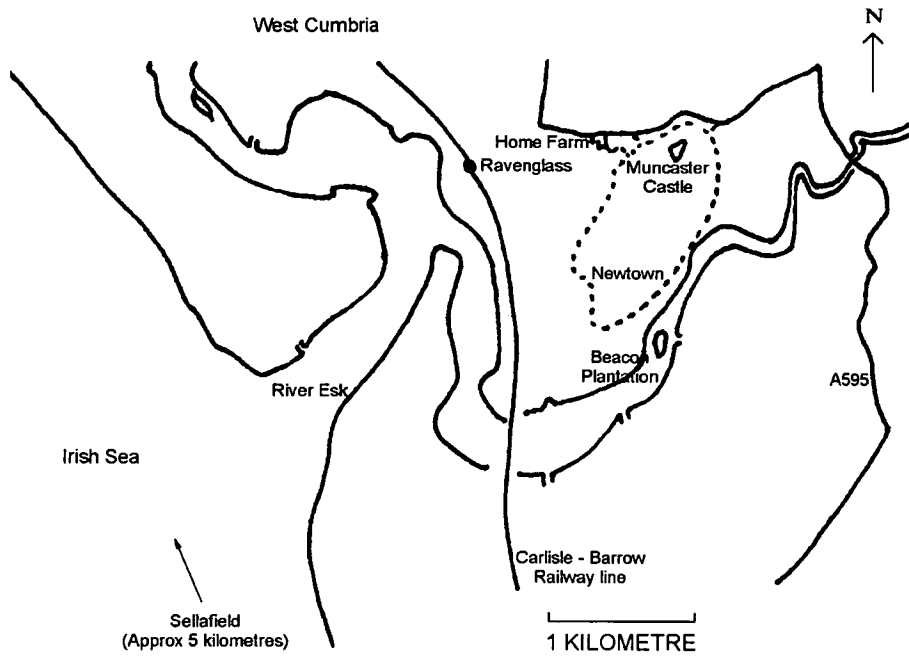 West Cumbria
N
Home Farm
Ravenglass
Muncaster
Castle
Newtown
Beacon
Plantation
River Esk
A595
Irish Sea
Carlisle - Barrow
Railway line
Sellafield
(Approx 5 kilometres)
1 KILOMETRE